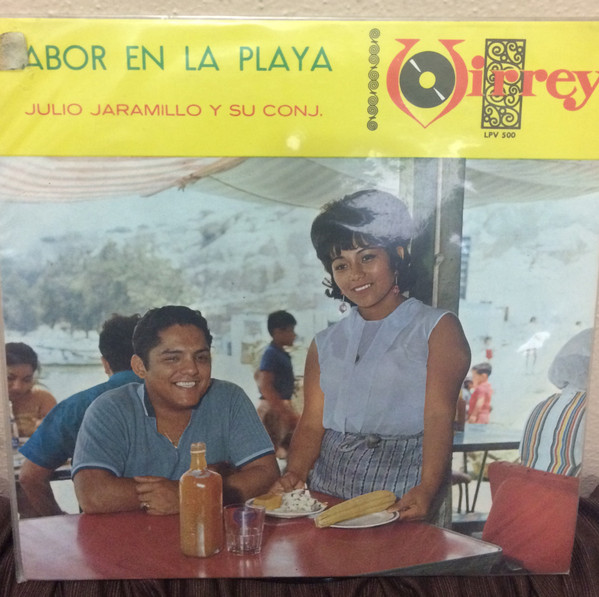 ABOR EN LA PLAYA
JULIO JARAMILLO Y SU CONJ.
Virrey
LPV 500